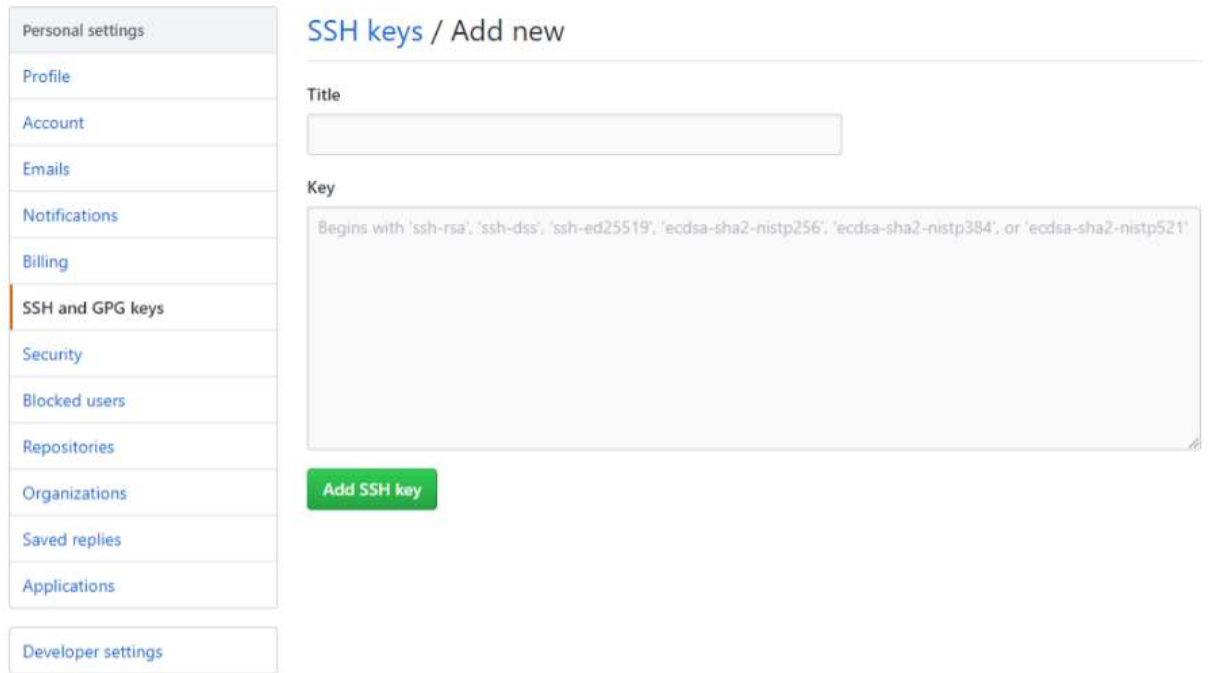 Personal settings
Profile
Account
Emails
Notifications
Billing
SSH and GPG keys
Security
Blocked users
Repositories
Organizations
Saved replies
Applications
Developer settings
SSH keys / Add new
Title
Key
Begins with 'ssh-rsa', 'ssh-dss', 'ssh-ed25519', 'ecdsa-sha2-nistp256', 'ecdsa-sha2-nistp384', or 'ecdsa-sha2-nistp521'
Add SSH key